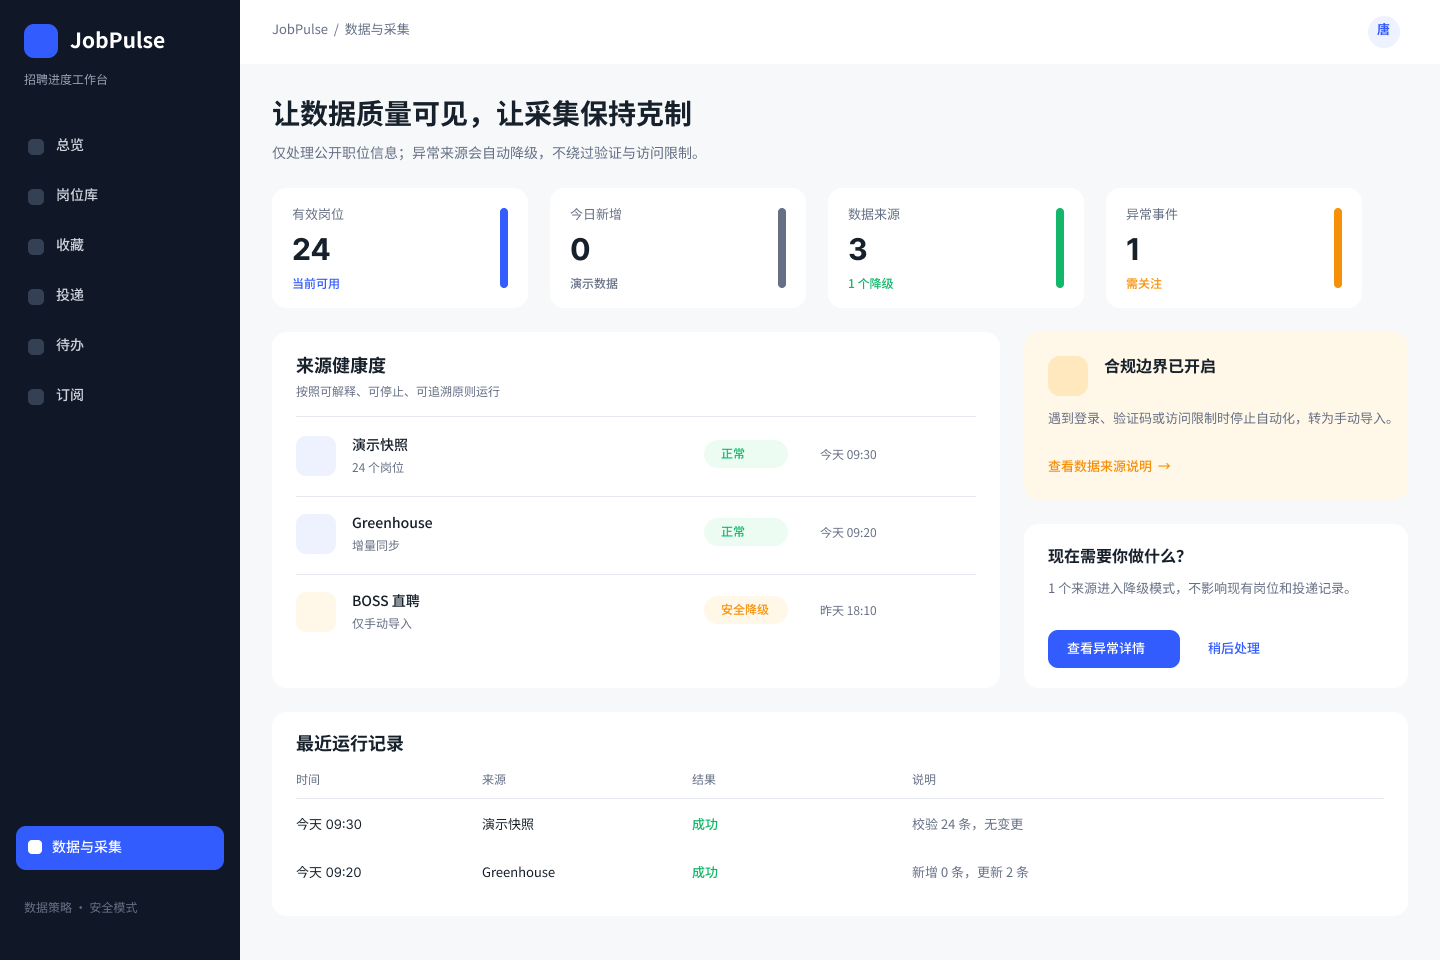 JobPulse
招聘进度工作台
总览
岗位库
收藏
投递
待办
订阅
数据与采集
数据策略 · 安全模式
JobPulse / 数据与采集
唐
让数据质量可见，让采集保持克制
仅处理公开职位信息；异常来源会自动降级，不绕过验证与访问限制。
有效岗位
24
当前可用
今日新增
0
演示数据
数据来源
3
1 个降级
异常事件
1
需关注
来源健康度
按照可解释、可停止、可追溯原则运行
演示快照
24 个岗位
正常
今天 09:30
Greenhouse
增量同步
正常
今天 09:20
BOSS 直聘
仅手动导入
安全降级
昨天 18:10
合规边界已开启
遇到登录、验证码或访问限制时停止自动化，转为手动导入。
查看数据来源说明 →
现在需要你做什么？
1 个来源进入降级模式，不影响现有岗位和投递记录。
查看异常详情
稍后处理
最近运行记录
时间 来源 结果 说明
今天 09:30 演示快照 成功 校验 24 条，无变更
今天 09:20 Greenhouse 成功 新增 0 条，更新 2 条